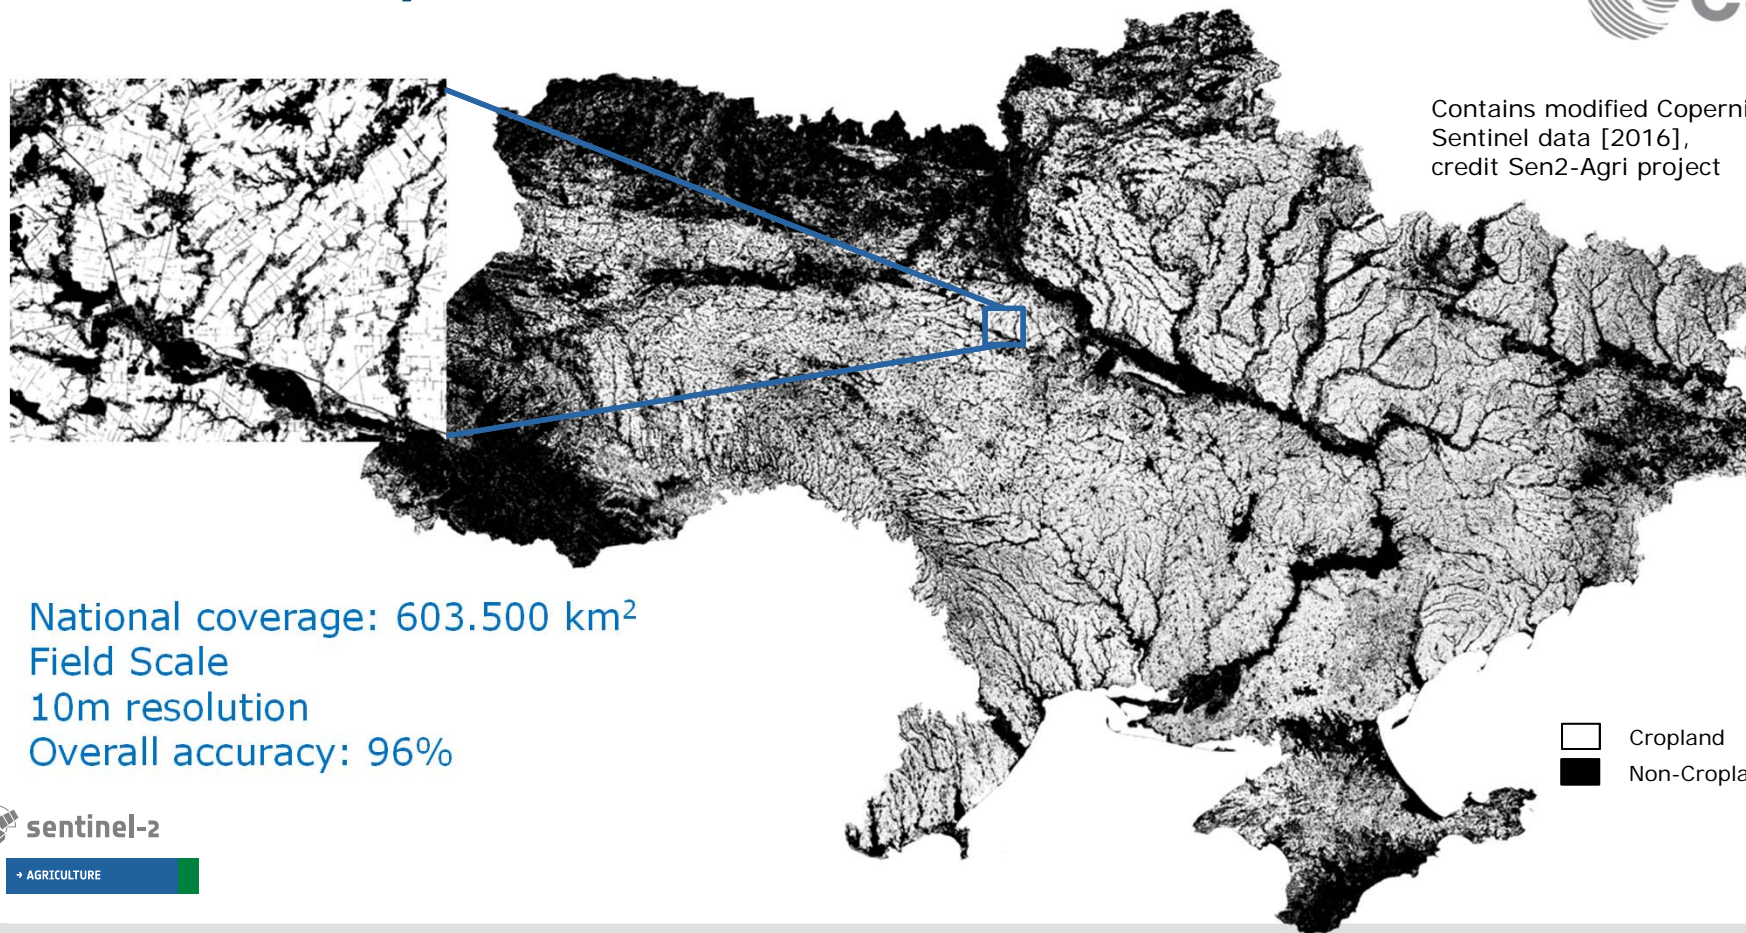 Contains modified Coperni
Sentinel data [2016],
credit Sen2-Agri project
National coverage: 603.500 km²
Field Scale
10m resolution
Overall accuracy: 96%
Cropland
Non-Cropla
sentinel-2
→ AGRICULTURE